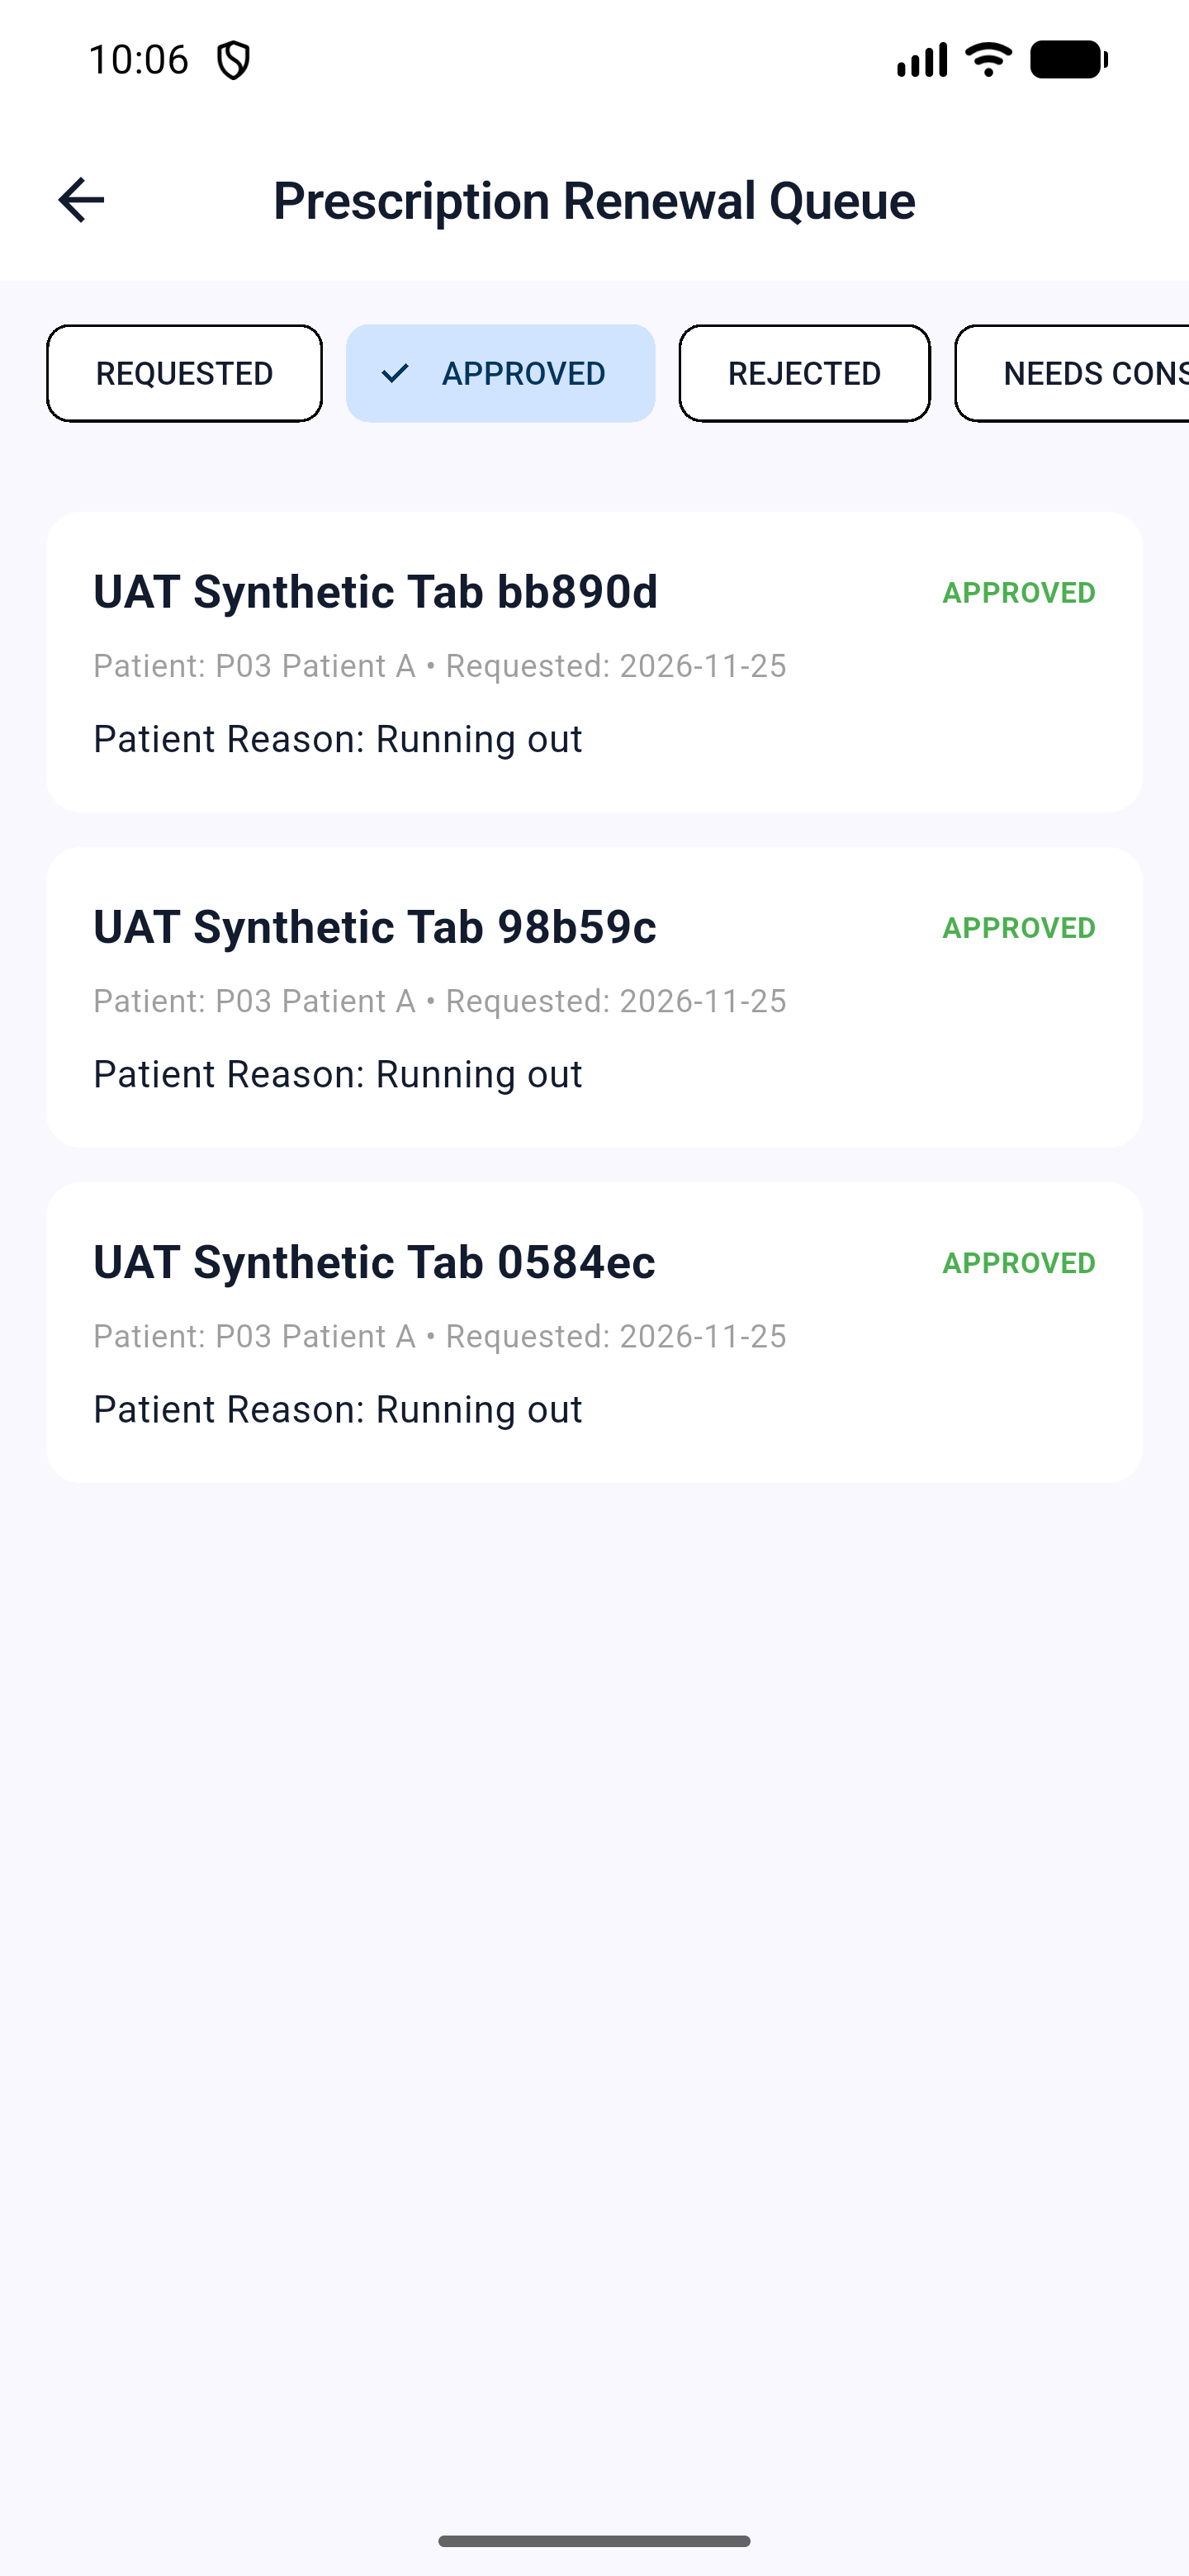 10:06
Prescription Renewal Queue
REQUESTED
APPROVED
REJECTED
NEEDS CONS
UAT Synthetic Tab bb890d
APPROVED
Patient: P03 Patient A • Requested: 2026-11-25
Patient Reason: Running out
UAT Synthetic Tab 98b59c
APPROVED
Patient: P03 Patient A • Requested: 2026-11-25
Patient Reason: Running out
UAT Synthetic Tab 0584ec
APPROVED
Patient: P03 Patient A • Requested: 2026-11-25
Patient Reason: Running out